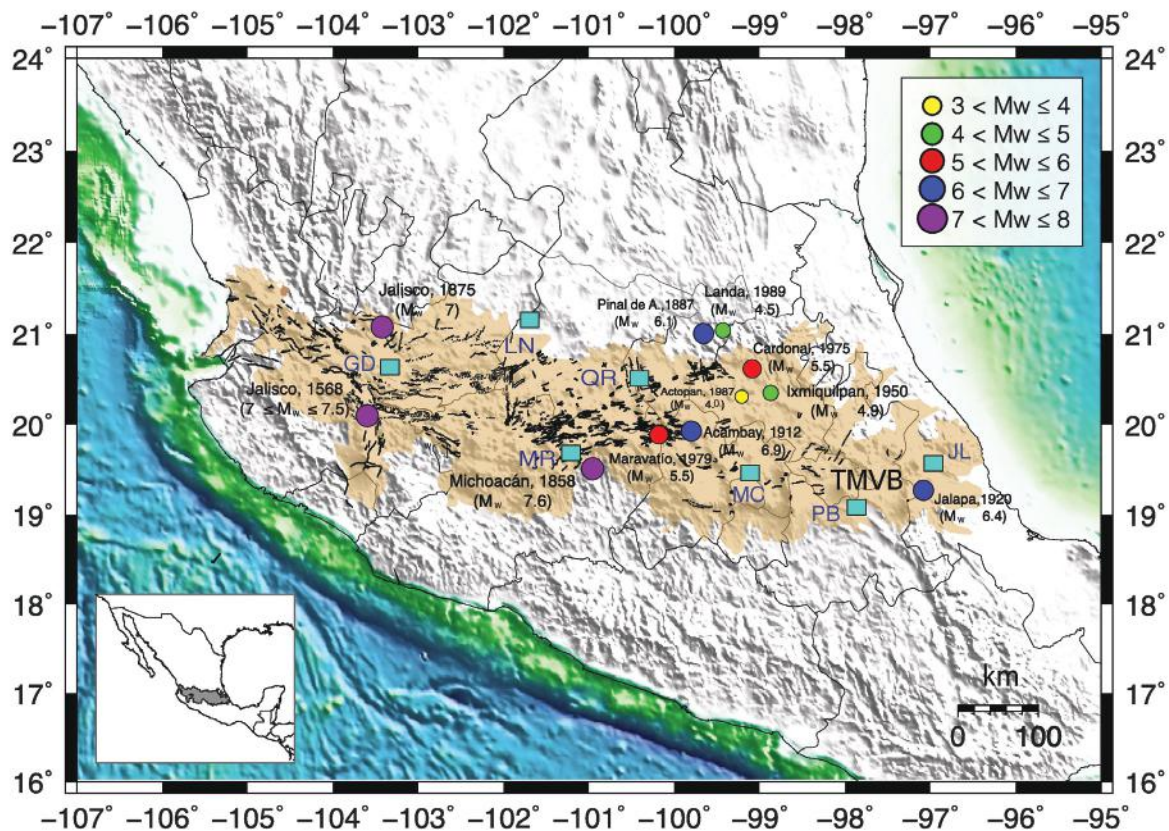 −107° −106° −105° −104° −103° −102° −101° −100° −99° −98° −97° −96° −95°
24° 24°
23° 23°
22° 22°
21° 21°
20° 20°
19° 19°
18° 18°
17° 17°
16° 16°
3 < Mw ≤ 4
4 < Mw ≤ 5
5 < Mw ≤ 6
6 < Mw ≤ 7
7 < Mw ≤ 8
Jalisco, 1875
(Mw 7)
Pinal de A., 1887
(Mw 6.1)
Landa, 1989
(Mw 4.5)
LN
GD
QR
Cardonal, 1975
(Mw 5.5)
Jalisco, 1568
(7 ≤ Mw ≤ 7.5)
Actopan, 1987
(Mw 4.0)
Ixmiquilpan, 1950
(Mw 4.9)
Acambay, 1912
(Mw 6.9)
MR
Maravatío, 1979
(Mw 5.5)
Michoacán, 1858
(Mw 7.6)
MC
TMVB
JL
PB
Jalapa, 1920
(Mw 6.4)
km
0 100
−107° −106° −105° −104° −103° −102° −101° −100° −99° −98° −97° −96° −95°